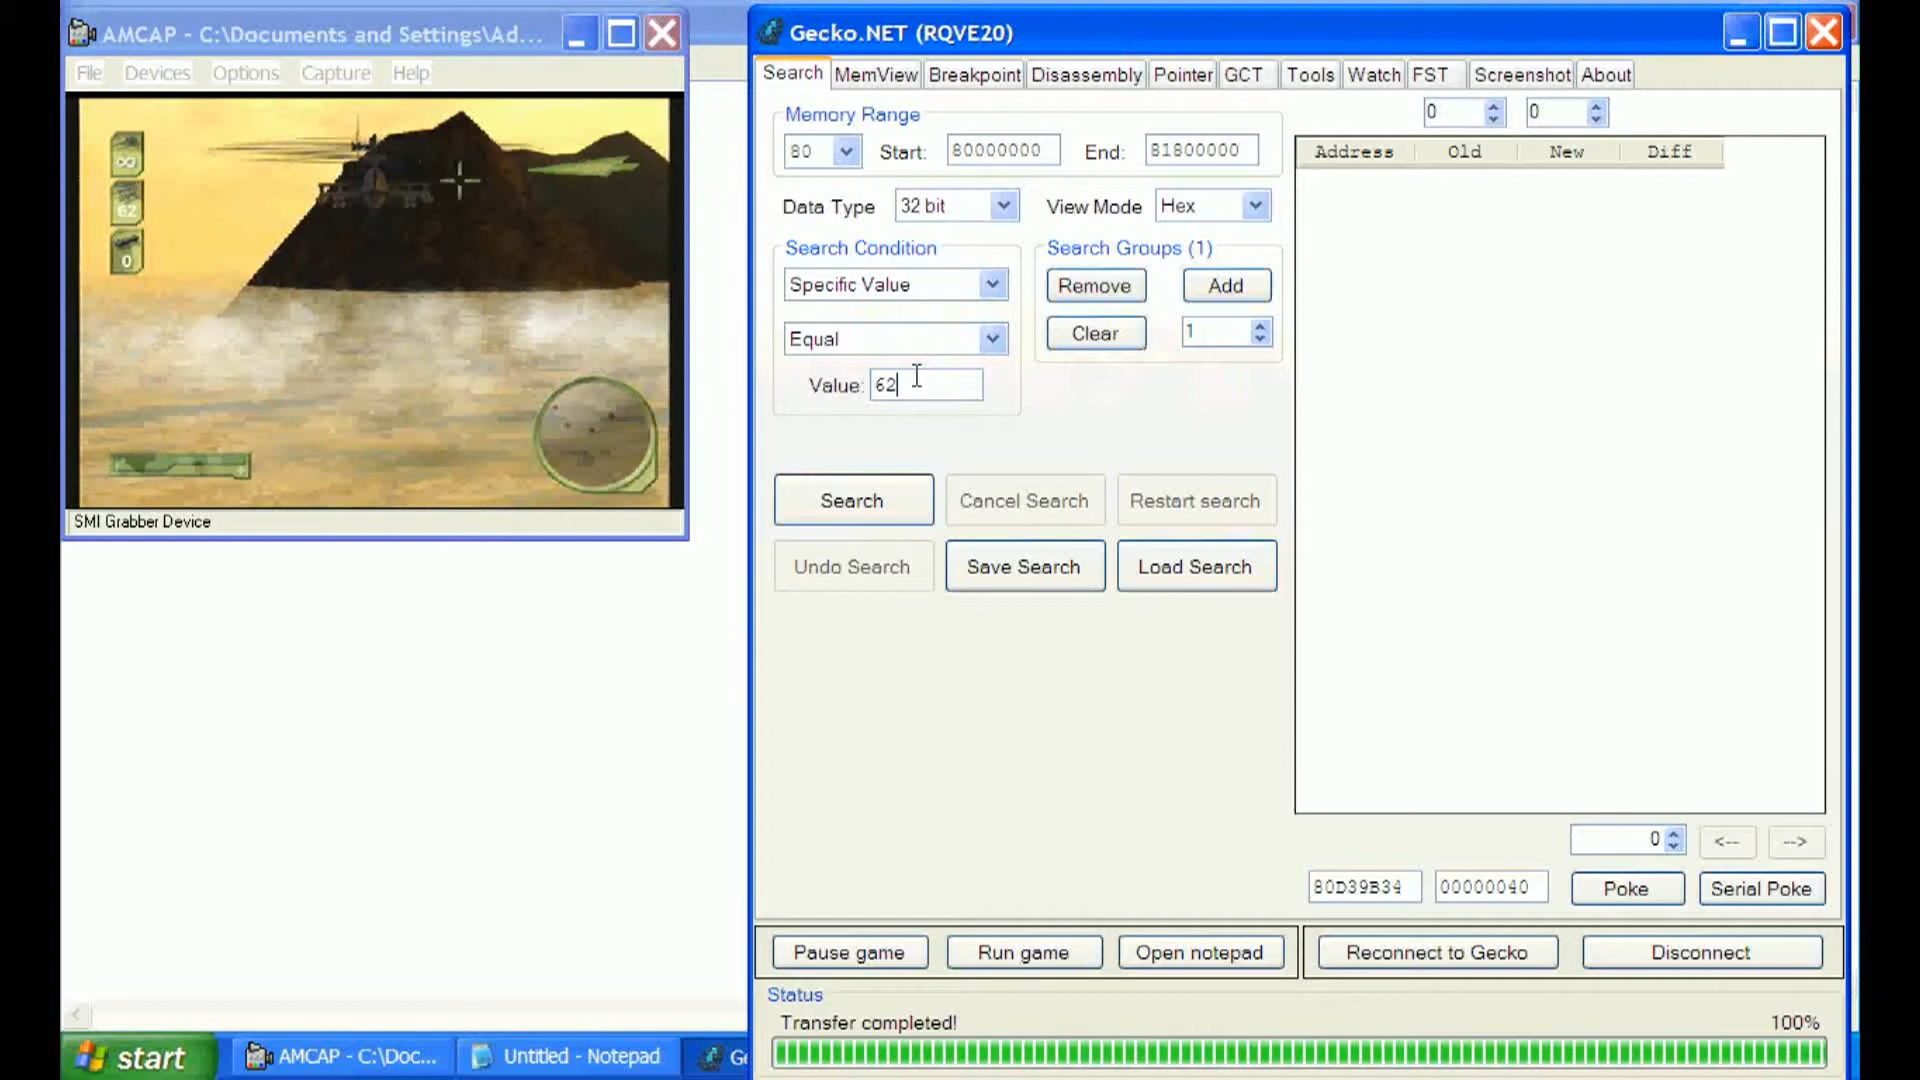 AMCAP - C:\Documents and Settings\Ad...
File Devices Options Capture Help
∞
62
0
SMI Grabber Device
Gecko.NET (RQVE20)
Search MemView Breakpoint Disassembly Pointer GCT Tools Watch FST Screenshot About
Memory Range
80 Start: 80000000 End: 81800000
Data Type 32 bit View Mode Hex
Search Condition
Specific Value
Equal
Value: 62
Search Groups (1)
Remove Add
Clear 1
Search Cancel Search Restart search
Undo Search Save Search Load Search
0 0
Address Old New Diff
0 <-- -->
80D39B34 00000040 Poke Serial Poke
Pause game Run game Open notepad Reconnect to Gecko Disconnect
Status
Transfer completed! 100%
start AMCAP - C:\Doc... Untitled - Notepad Ge